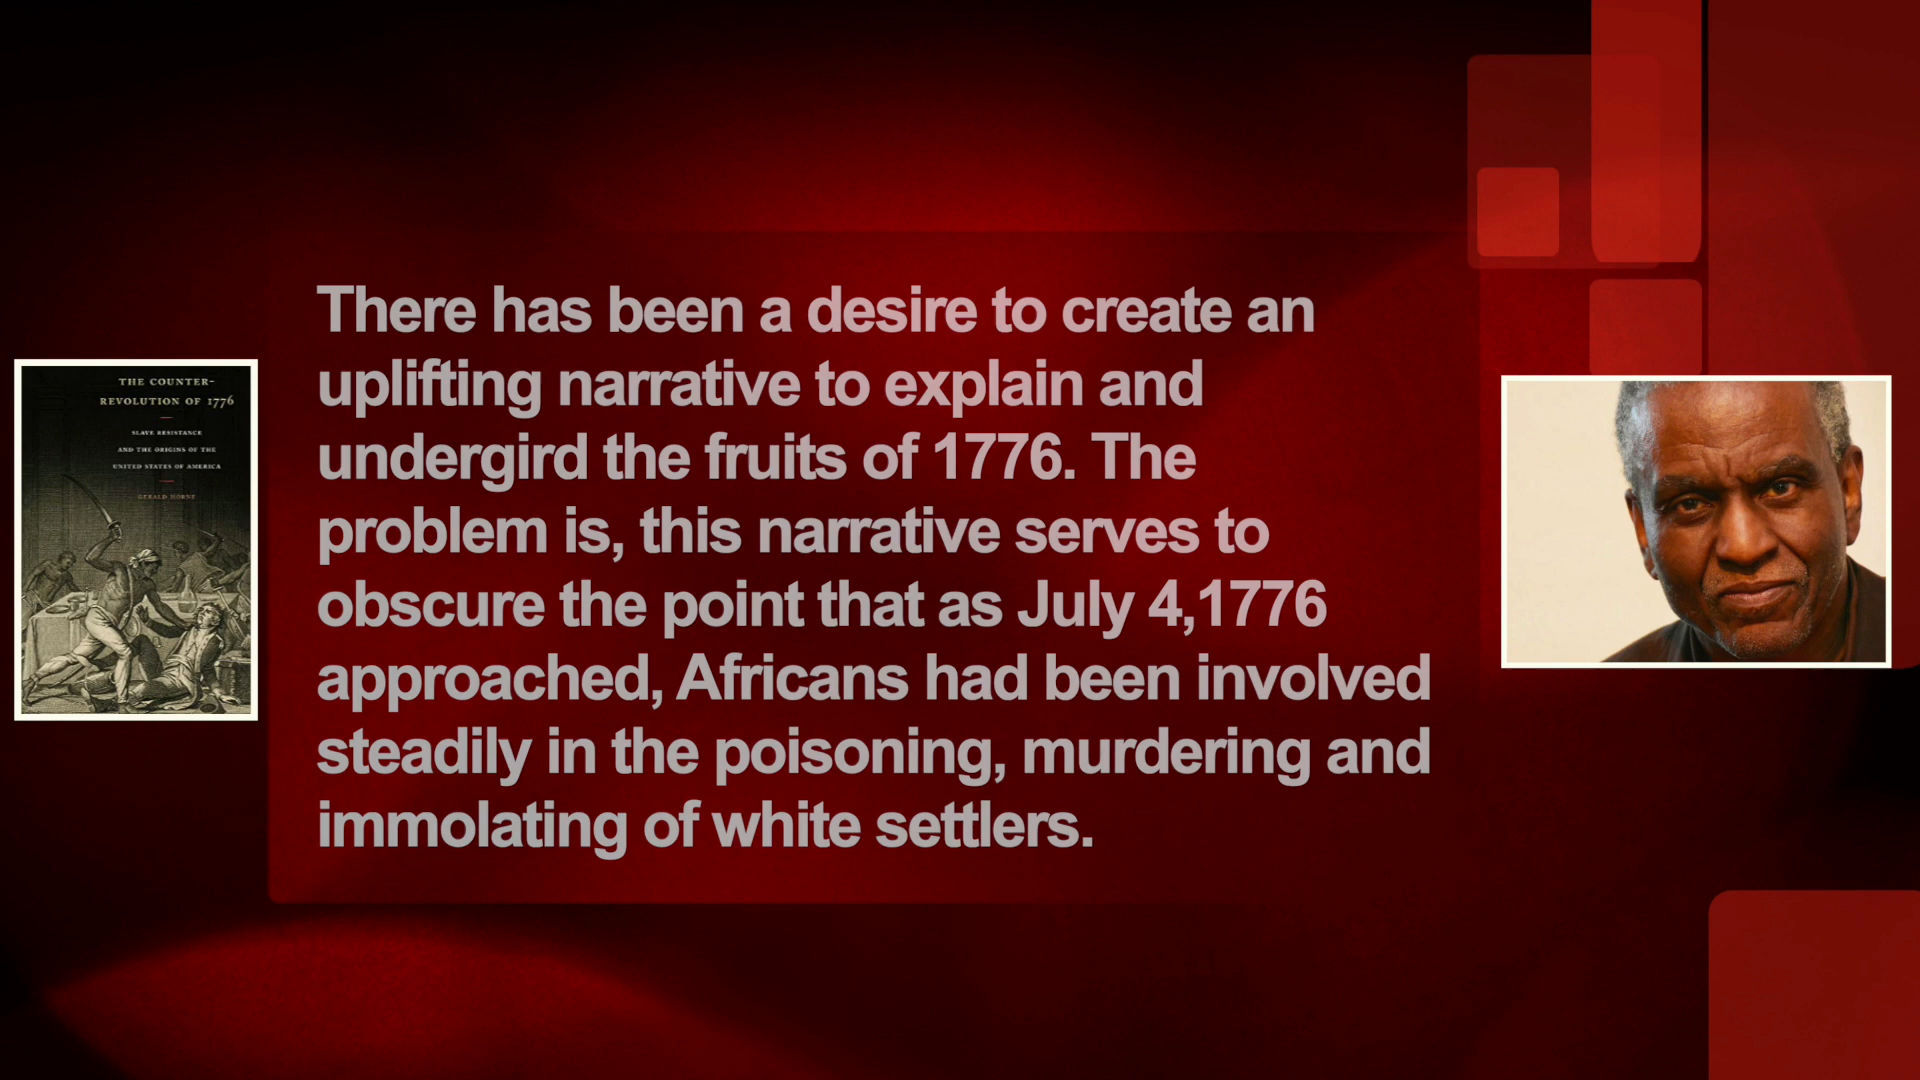 THE COUNTER-
REVOLUTION OF 1776
SLAVE RESISTANCE
AND THE ORIGINS OF THE
UNITED STATES OF AMERICA
GERALD HORNE
There has been a desire to create an
uplifting narrative to explain and
undergird the fruits of 1776. The
problem is, this narrative serves to
obscure the point that as July 4,1776
approached, Africans had been involved
steadily in the poisoning, murdering and
immolating of white settlers.